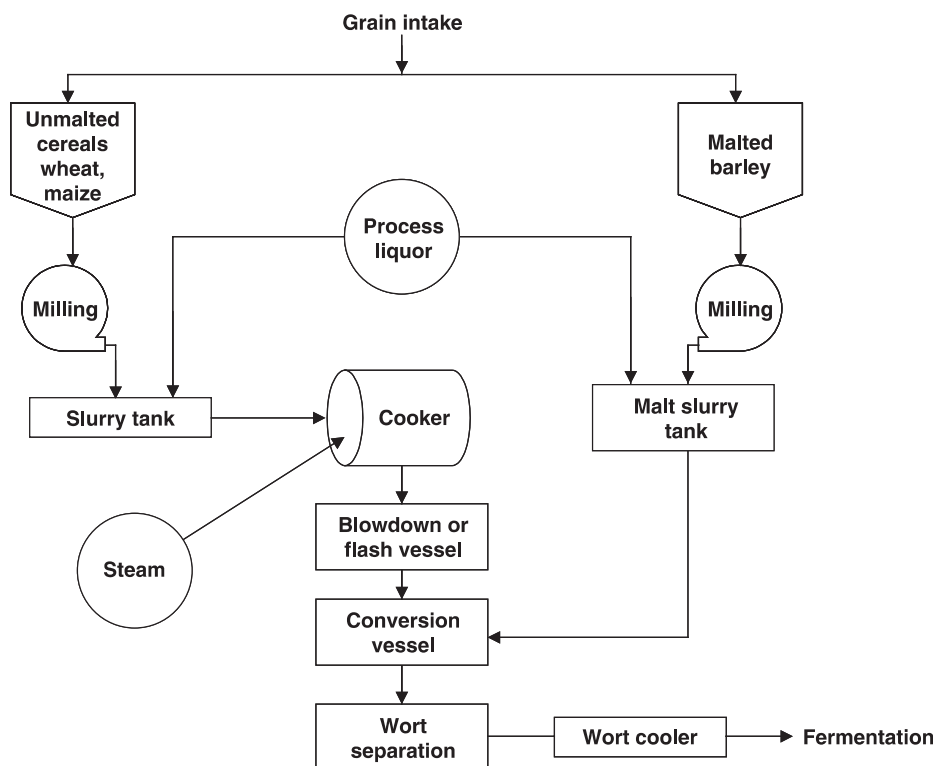 Grain intake
Unmalted
cereals
wheat,
maize
Malted
barley
Process
liquor
Milling
Milling
Slurry tank
Cooker
Malt slurry
tank
Blowdown or
flash vessel
Steam
Conversion
vessel
Wort
separation
Wort cooler
Fermentation